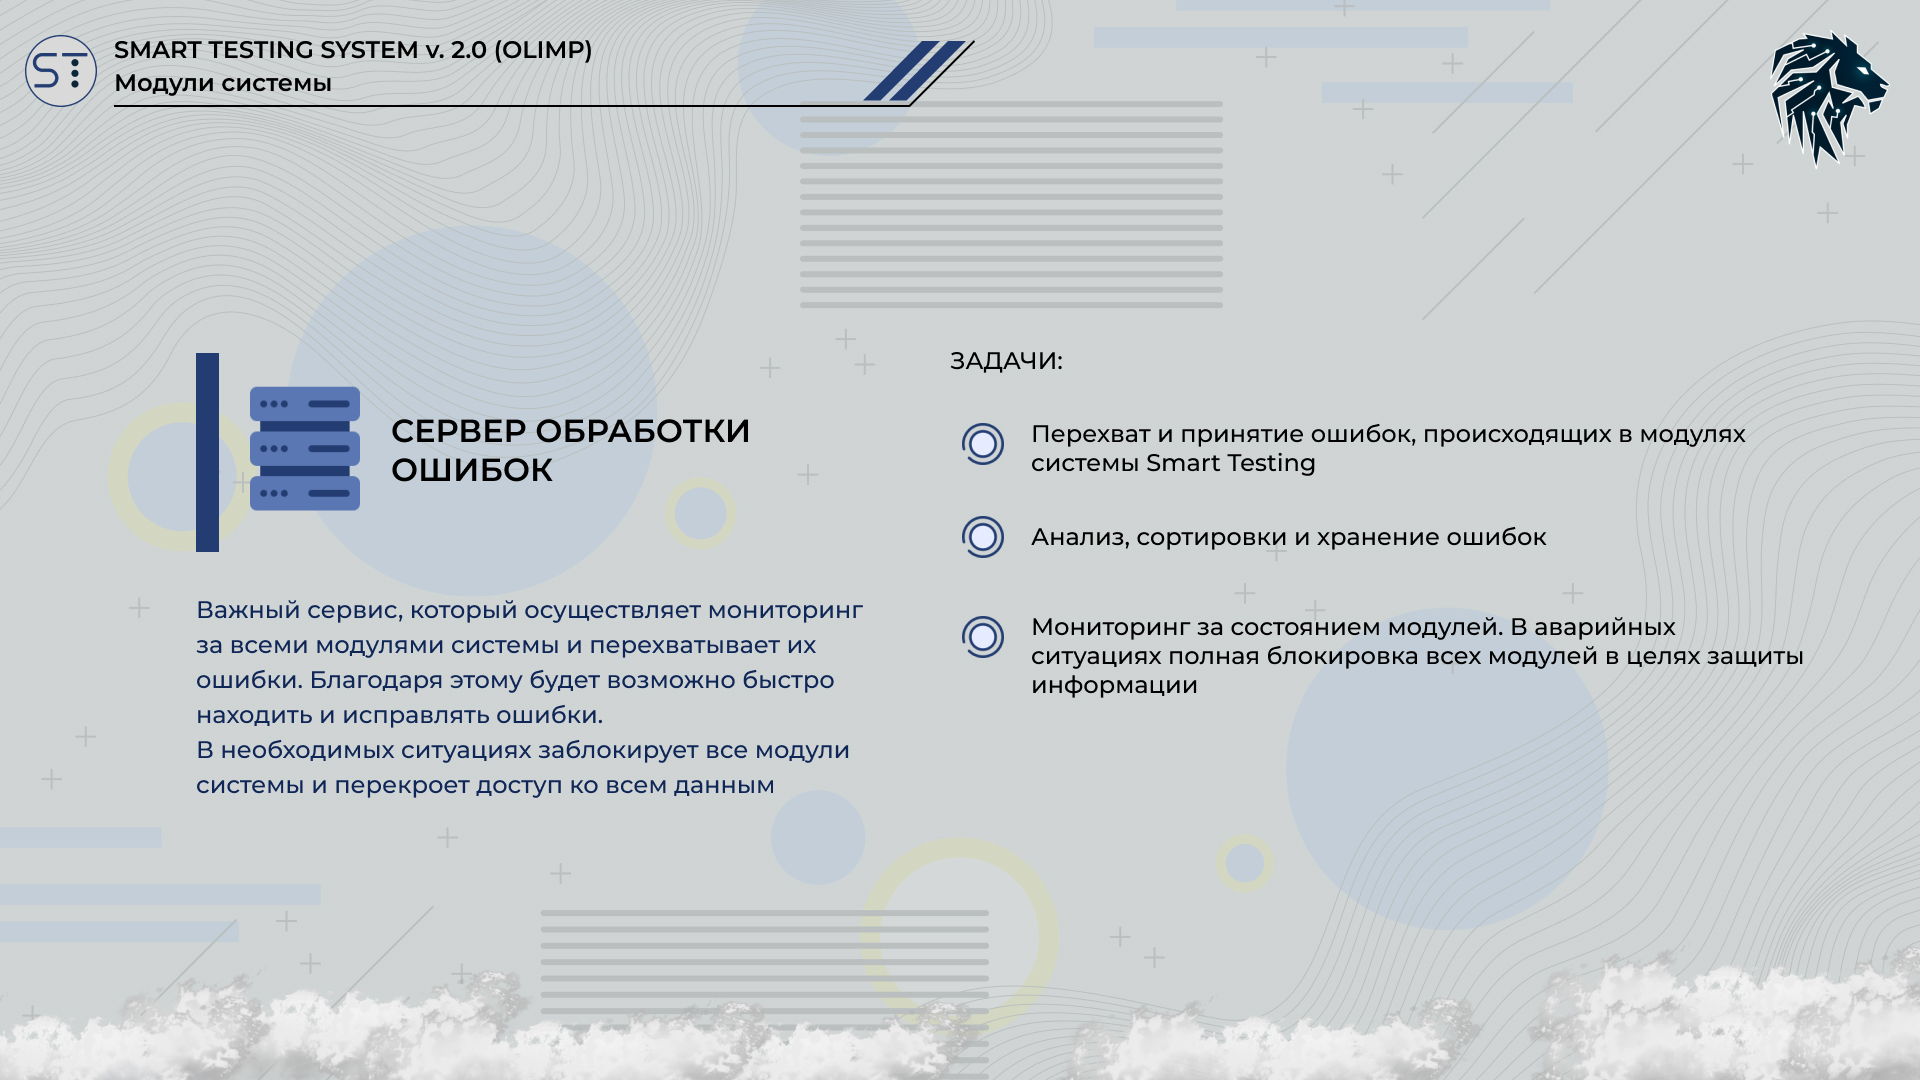 ST
SMART TESTING SYSTEM v. 2.0 (OLIMP)
Модули системы
СЕРВЕР ОБРАБОТКИ
ОШИБОК
Важный сервис, который осуществляет мониторинг
за всеми модулями системы и перехватывает их
ошибки. Благодаря этому будет возможно быстро
находить и исправлять ошибки.
В необходимых ситуациях заблокирует все модули
системы и перекроет доступ ко всем данным
ЗАДАЧИ:
Перехват и принятие ошибок, происходящих в модулях
системы Smart Testing
Анализ, сортировки и хранение ошибок
Мониторинг за состоянием модулей. В аварийных
ситуациях полная блокировка всех модулей в целях защиты
информации